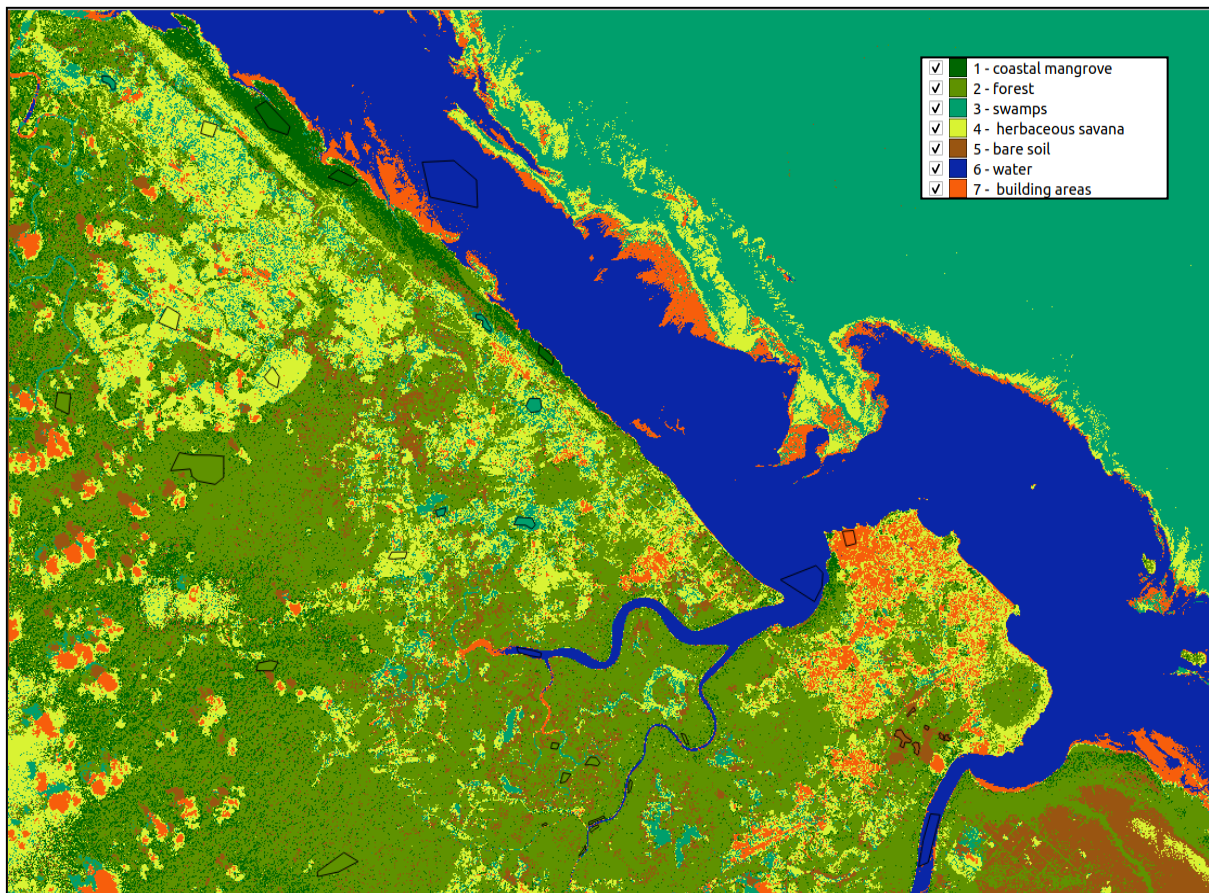 1 - coastal mangrove
2 - forest
3 - swamps
4 - herbaceous savana
5 - bare soil
6 - water
7 - building areas